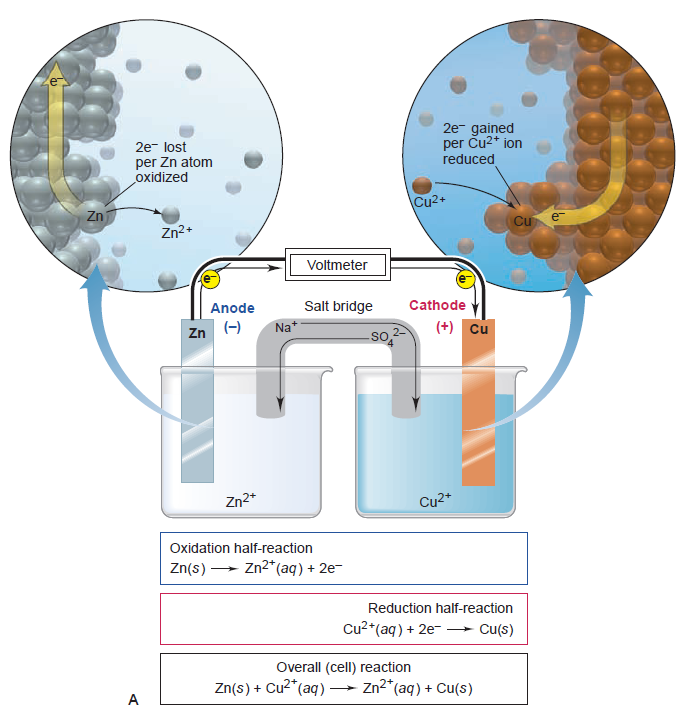 e⁻
2e⁻ lost
per Zn atom
oxidized
Zn
Zn²⁺
2e⁻ gained
per Cu²⁺ ion
reduced
Cu²⁺
Cu
e⁻
Voltmeter
e⁻
e⁻
Anode
(–)
Zn
Salt bridge
Na⁺
SO₄²⁻
Cathode
(+)
Cu
Zn²⁺
Cu²⁺
Oxidation half-reaction
Zn(s) ⟶ Zn²⁺(aq) + 2e⁻
Reduction half-reaction
Cu²⁺(aq) + 2e⁻ ⟶ Cu(s)
Overall (cell) reaction
Zn(s) + Cu²⁺(aq) ⟶ Zn²⁺(aq) + Cu(s)
A